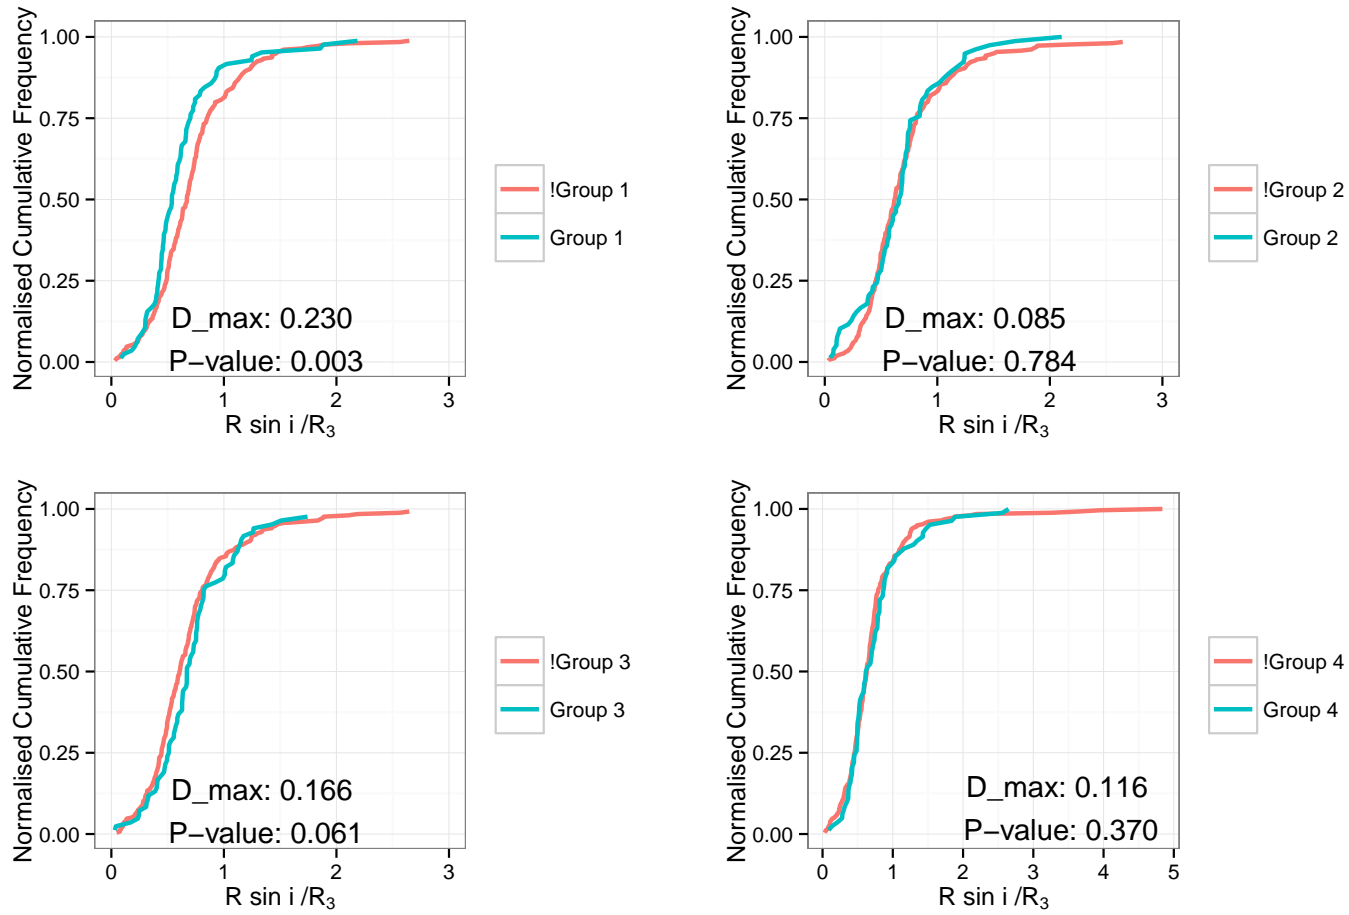 Normalised Cumulative Frequency
1.00
0.75
0.50
0.25
0.00
D_max: 0.230
P−value: 0.003
0 1 2 3
R sin i /R₃
!Group 1
Group 1
Normalised Cumulative Frequency
1.00
0.75
0.50
0.25
0.00
D_max: 0.085
P−value: 0.784
0 1 2 3
R sin i /R₃
!Group 2
Group 2
Normalised Cumulative Frequency
1.00
0.75
0.50
0.25
0.00
D_max: 0.166
P−value: 0.061
0 1 2 3
R sin i /R₃
!Group 3
Group 3
Normalised Cumulative Frequency
1.00
0.75
0.50
0.25
0.00
D_max: 0.116
P−value: 0.370
0 1 2 3 4 5
R sin i /R₃
!Group 4
Group 4